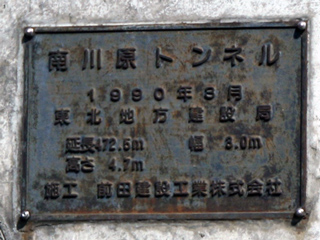 南川原トンネル
1990年8月
東北地方建設局
延長472.6m 幅 8.0m
高さ 4.7m
施工 前田建設工業株式会社